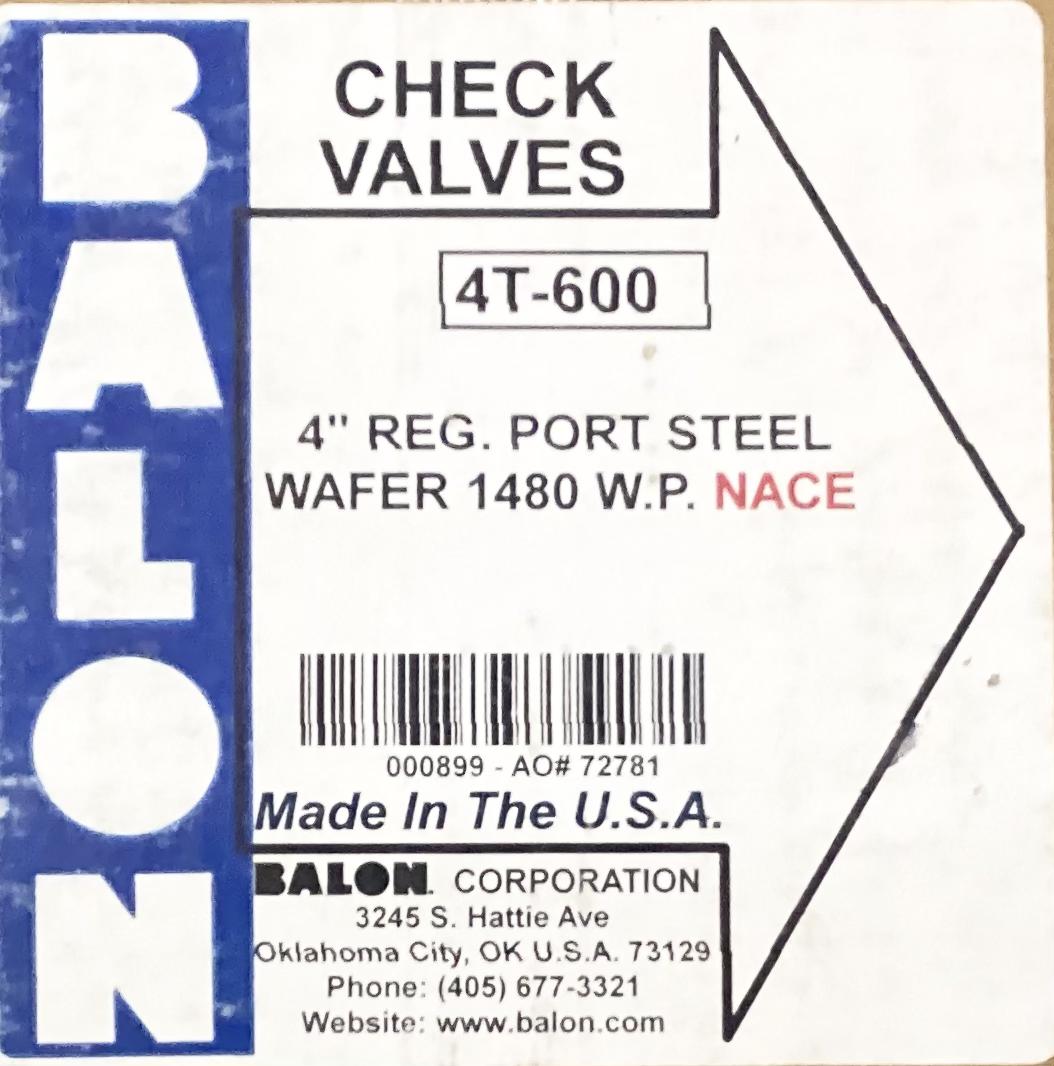 BALON
CHECK
VALVES
4T-600
4" REG. PORT STEEL
WAFER 1480 W.P. NACE
000899 - AO# 72781
Made In The U.S.A.
BALON. CORPORATION
3245 S. Hattie Ave
Oklahoma City, OK U.S.A. 73129
Phone: (405) 677-3321
Website: www.balon.com